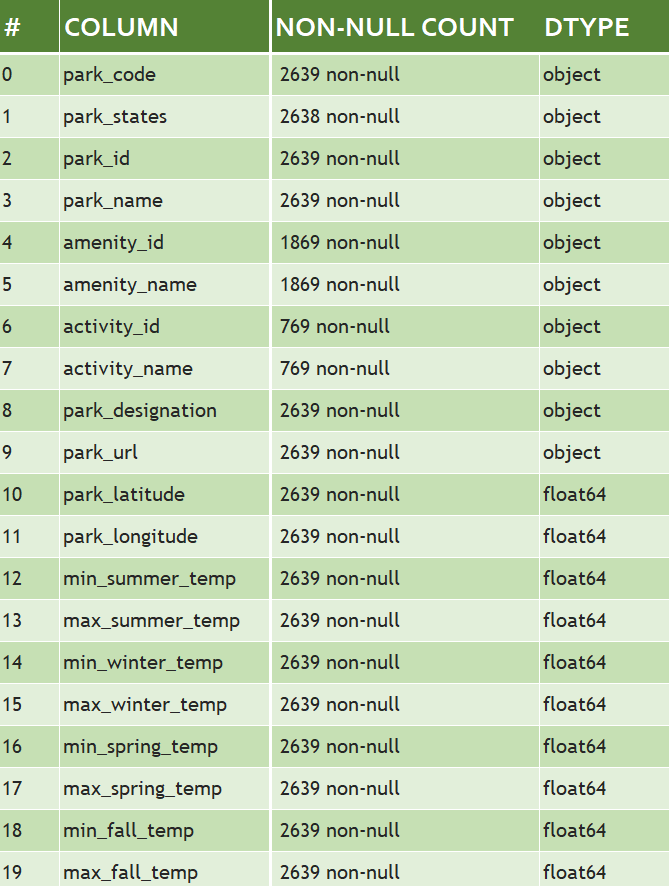 # COLUMN NON-NULL COUNT DTYPE
0 park_code 2639 non-null object
1 park_states 2638 non-null object
2 park_id 2639 non-null object
3 park_name 2639 non-null object
4 amenity_id 1869 non-null object
5 amenity_name 1869 non-null object
6 activity_id 769 non-null object
7 activity_name 769 non-null object
8 park_designation 2639 non-null object
9 park_url 2639 non-null object
10 park_latitude 2639 non-null float64
11 park_longitude 2639 non-null float64
12 min_summer_temp 2639 non-null float64
13 max_summer_temp 2639 non-null float64
14 min_winter_temp 2639 non-null float64
15 max_winter_temp 2639 non-null float64
16 min_spring_temp 2639 non-null float64
17 max_spring_temp 2639 non-null float64
18 min_fall_temp 2639 non-null float64
19 max_fall_temp 2639 non-null float64